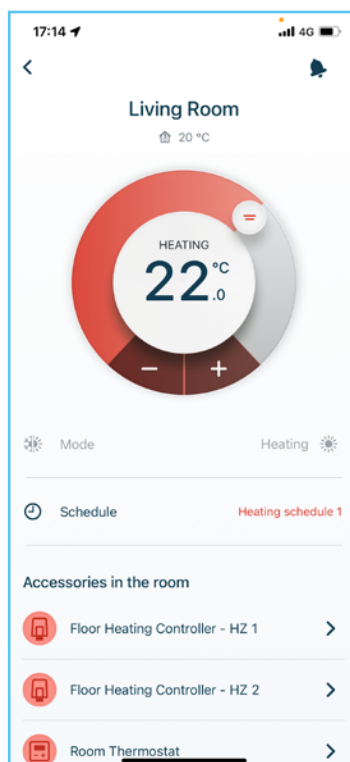 17:14 4G
Living Room
20 °C
HEATING
22.0 °C
− +
Mode Heating
Schedule Heating schedule 1
Accessories in the room
Floor Heating Controller - HZ 1
Floor Heating Controller - HZ 2
Room Thermostat